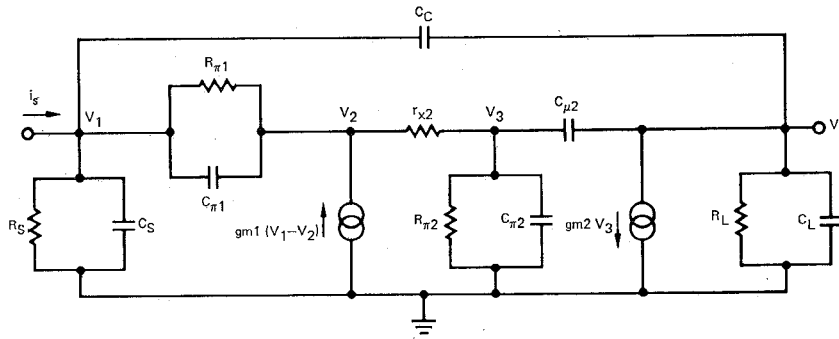 C_C
R_π1
i_s
V_1
V_2
r_x2
V_3
C_μ2
V
C_π1
R_S
C_S
gm1 (V_1–V_2)
R_π2
C_π2
gm2 V_3
R_L
C_L